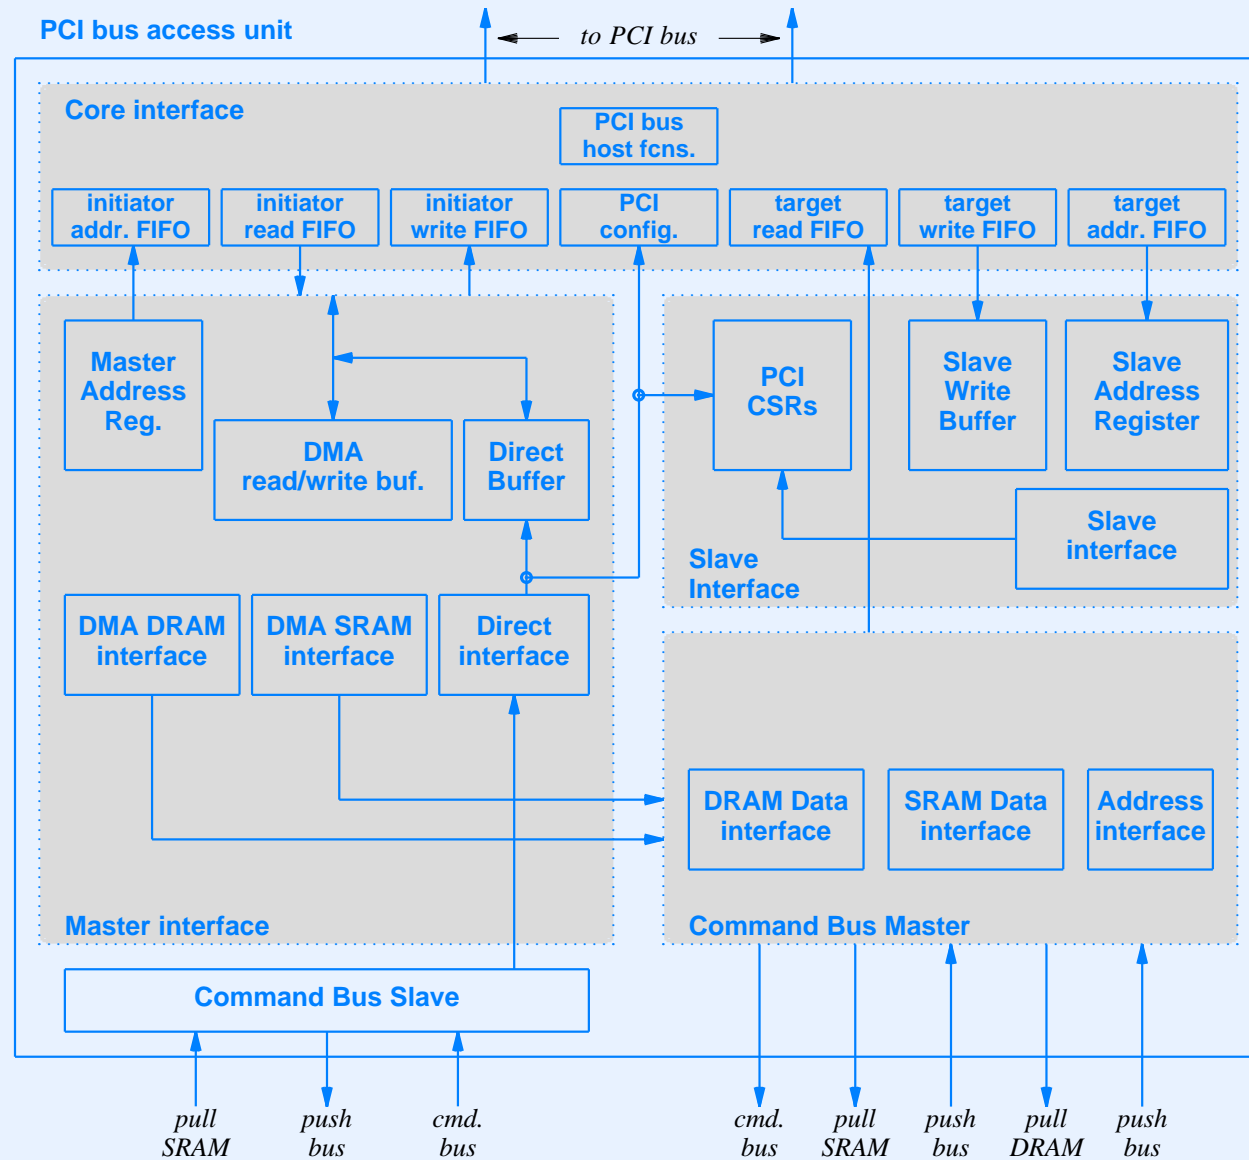 PCI bus access unit
to PCI bus
Core interface
PCI bus
host fcns.
initiator
addr. FIFO
initiator
read FIFO
initiator
write FIFO
PCI
config.
target
read FIFO
target
write FIFO
target
addr. FIFO
Master
Address
Reg.
DMA
read/write buf.
Direct
Buffer
PCI
CSRs
Slave
Write
Buffer
Slave
Address
Register
Slave
interface
Slave
Interface
DMA DRAM
interface
DMA SRAM
interface
Direct
interface
DRAM Data
interface
SRAM Data
interface
Address
interface
Master interface
Command Bus Master
Command Bus Slave
pull
SRAM
push
bus
cmd.
bus
cmd.
bus
pull
SRAM
push
bus
pull
DRAM
push
bus